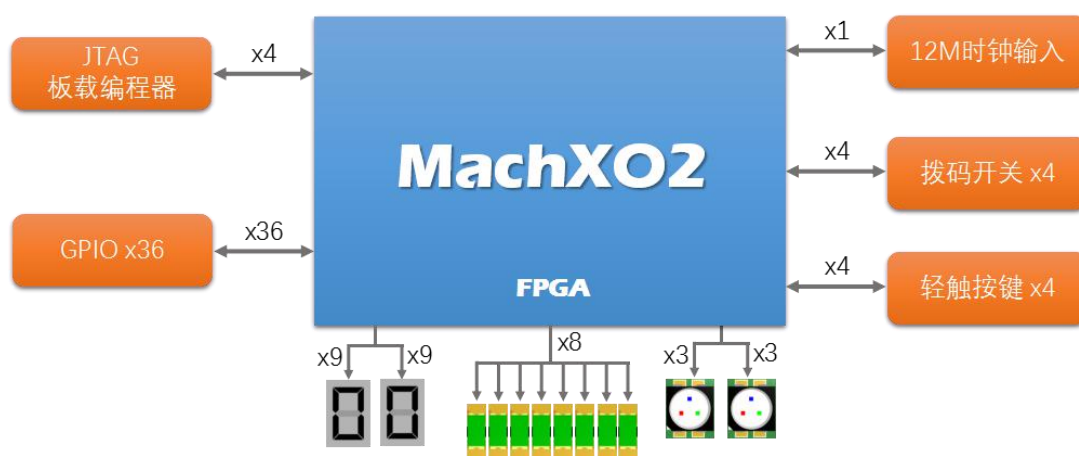 JTAG
板载编程器
x4
GPIO x36
x36
MachXO2
FPGA
x1
12M时钟输入
x4
拨码开关 x4
x4
轻触按键 x4
x9
x9
x8
x3
x3